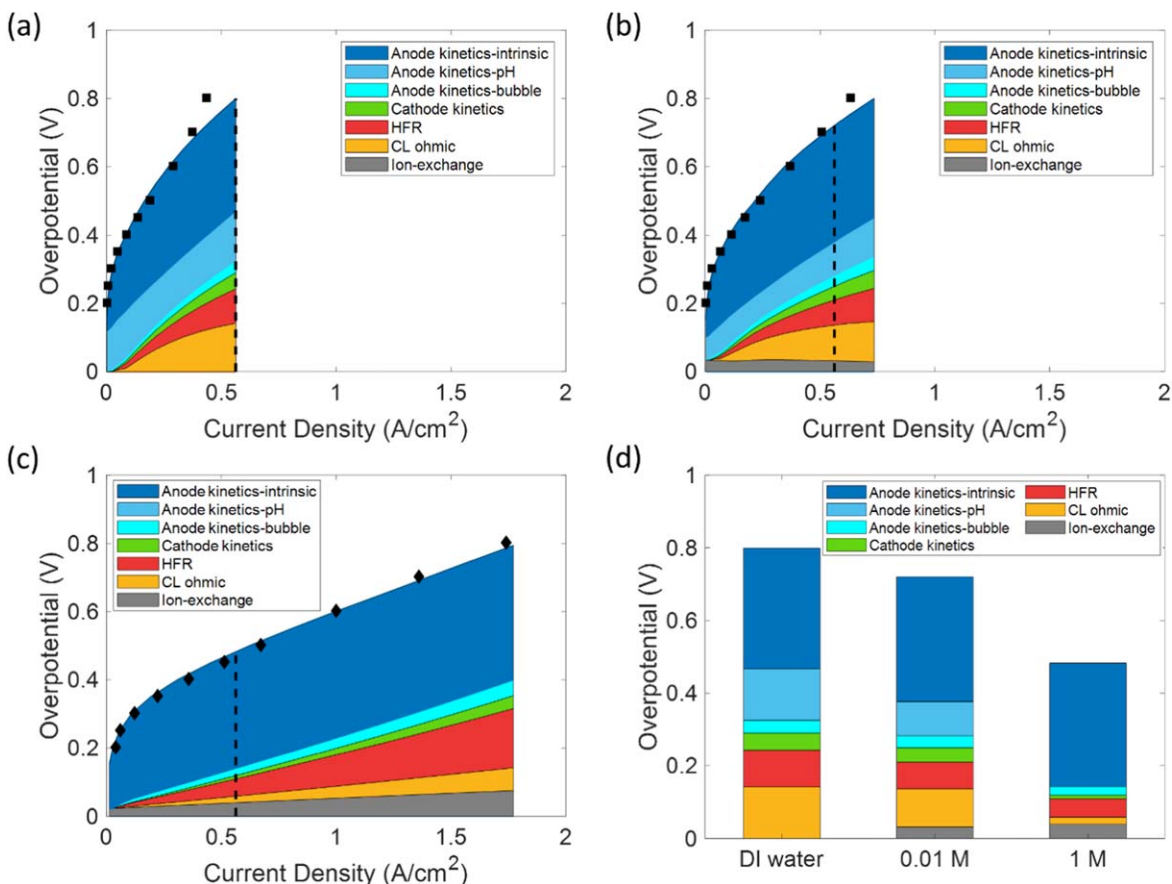 (a)
1
0.8
0.6
0.4
0.2
0
Overpotential (V)
Anode kinetics-intrinsic
Anode kinetics-pH
Anode kinetics-bubble
Cathode kinetics
HFR
CL ohmic
Ion-exchange
0 0.5 1 1.5 2
Current Density (A/cm²)
(b)
1
0.8
0.6
0.4
0.2
0
Overpotential (V)
Anode kinetics-intrinsic
Anode kinetics-pH
Anode kinetics-bubble
Cathode kinetics
HFR
CL ohmic
Ion-exchange
0 0.5 1 1.5 2
Current Density (A/cm²)
(c)
1
0.8
0.6
0.4
0.2
0
Overpotential (V)
Anode kinetics-intrinsic
Anode kinetics-pH
Anode kinetics-bubble
Cathode kinetics
HFR
CL ohmic
Ion-exchange
0 0.5 1 1.5 2
Current Density (A/cm²)
(d)
1
0.8
0.6
0.4
0.2
0
Overpotential (V)
Anode kinetics-intrinsic HFR
Anode kinetics-pH CL ohmic
Anode kinetics-bubble Ion-exchange
Cathode kinetics
DI water 0.01 M 1 M